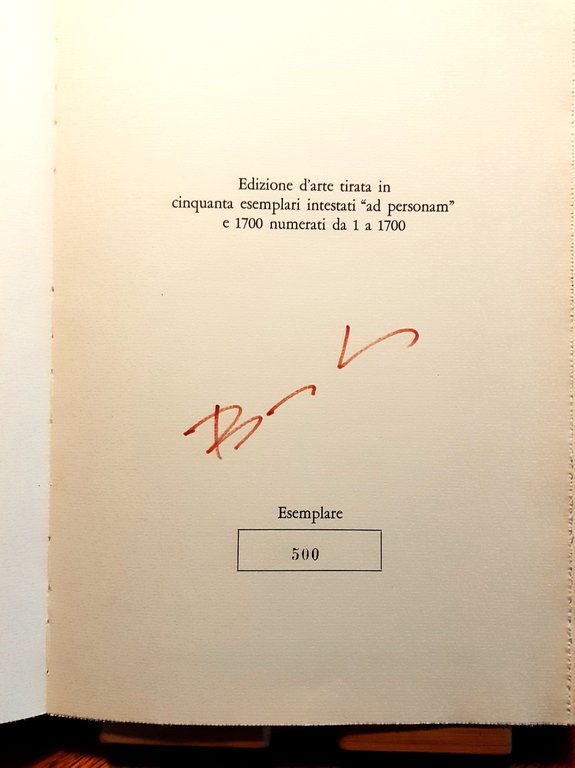 Edizione d'arte tirata in
cinquanta esemplari intestati “ad personam”
e 1700 numerati da 1 a 1700
Esemplare
500